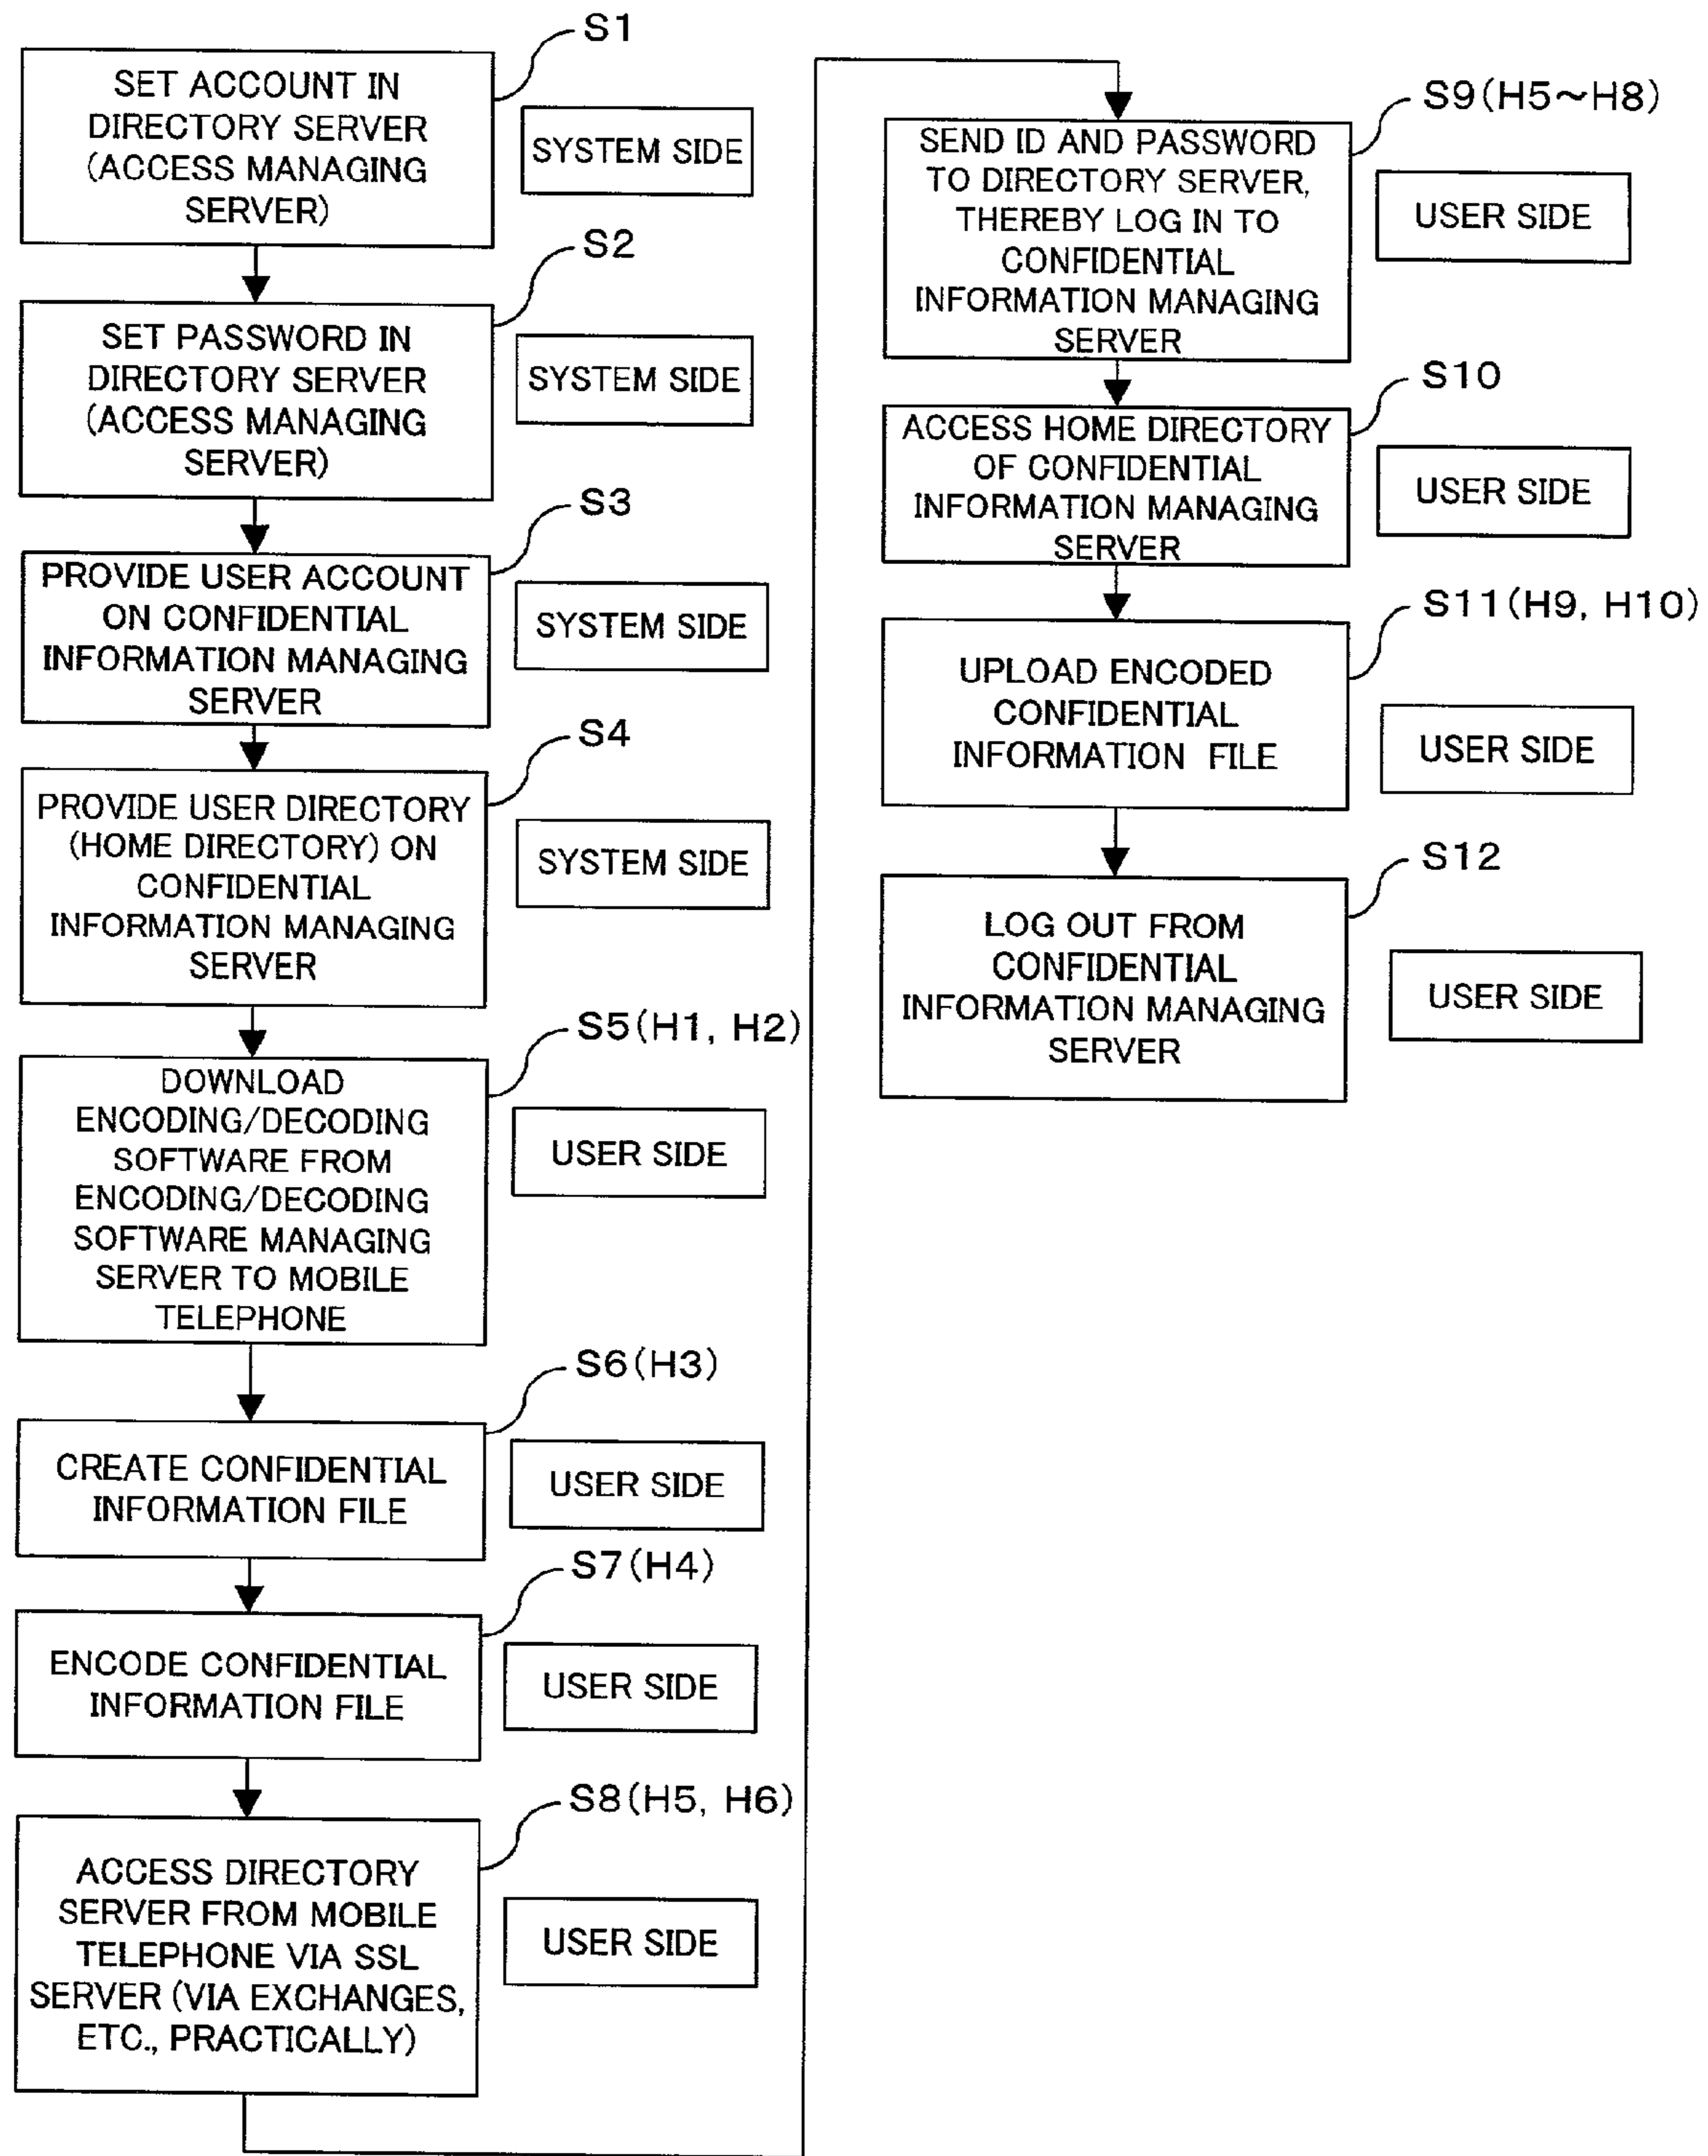 S1
SET ACCOUNT IN
DIRECTORY SERVER
(ACCESS MANAGING
SERVER)
SYSTEM SIDE
S2
SET PASSWORD IN
DIRECTORY SERVER
(ACCESS MANAGING
SERVER)
SYSTEM SIDE
S3
PROVIDE USER ACCOUNT
ON CONFIDENTIAL
INFORMATION MANAGING
SERVER
SYSTEM SIDE
S4
PROVIDE USER DIRECTORY
(HOME DIRECTORY) ON
CONFIDENTIAL
INFORMATION MANAGING
SERVER
SYSTEM SIDE
S5(H1, H2)
DOWNLOAD
ENCODING/DECODING
SOFTWARE FROM
ENCODING/DECODING
SOFTWARE MANAGING
SERVER TO MOBILE
TELEPHONE
USER SIDE
S6(H3)
CREATE CONFIDENTIAL
INFORMATION FILE
USER SIDE
S7(H4)
ENCODE CONFIDENTIAL
INFORMATION FILE
USER SIDE
S8(H5, H6)
ACCESS DIRECTORY
SERVER FROM MOBILE
TELEPHONE VIA SSL
SERVER (VIA EXCHANGES,
ETC., PRACTICALLY)
USER SIDE
S9(H5~H8)
SEND ID AND PASSWORD
TO DIRECTORY SERVER,
THEREBY LOG IN TO
CONFIDENTIAL
INFORMATION MANAGING
SERVER
USER SIDE
S10
ACCESS HOME DIRECTORY
OF CONFIDENTIAL
INFORMATION MANAGING
SERVER
USER SIDE
S11(H9, H10)
UPLOAD ENCODED
CONFIDENTIAL
INFORMATION FILE
USER SIDE
S12
LOG OUT FROM
CONFIDENTIAL
INFORMATION MANAGING
SERVER
USER SIDE